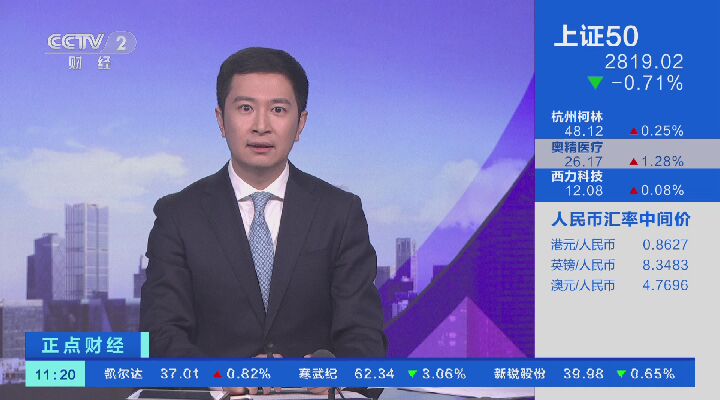 CCTV 2
财经
上证50
2819.02
▼ -0.71%
杭州柯林
48.12 ▲0.25%
奥精医疗
26.17 ▲1.28%
西力科技
12.08 ▲0.08%
人民币汇率中间价
港元/人民币 0.8627
英镑/人民币 8.3483
澳元/人民币 4.7696
正点财经
11:20 凯尔达 37.01 ▲0.82% 寒武纪 62.34 ▼3.06% 新锐股份 39.98 ▼0.65%